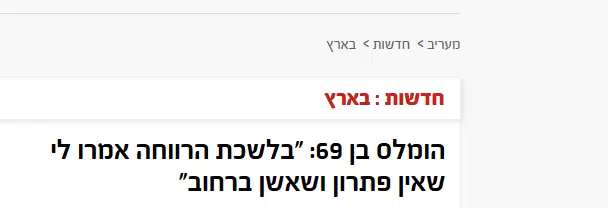 מעריב > חדשות > בארץ
חדשות : בארץ
הומלס בן 69: "בלשכת הרווחה אמרו לי
שאין פתרון ושאשן ברחוב"